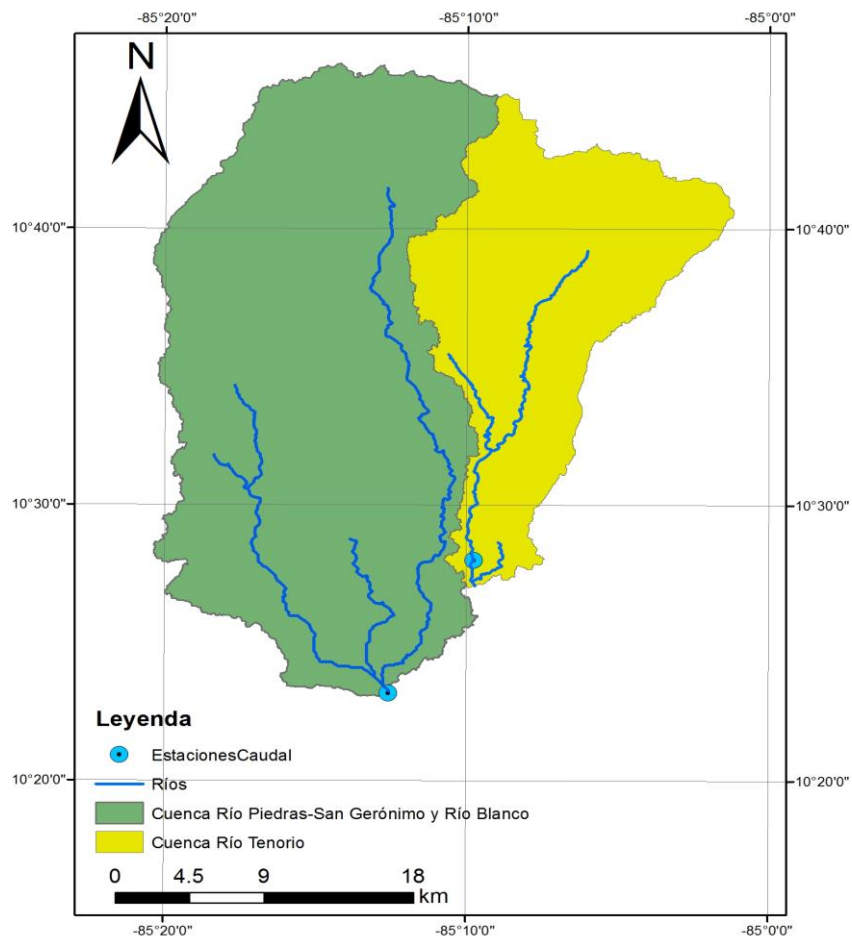 -85°20'0" -85°10'0" -85°0'0"
N
10°40'0" 10°40'0"
10°30'0" 10°30'0"
10°20'0" 10°20'0"
Leyenda
EstacionesCaudal
Ríos
Cuenca Río Piedras-San Gerónimo y Río Blanco
Cuenca Río Tenorio
0 4.5 9 18
km
-85°20'0" -85°10'0" -85°0'0"